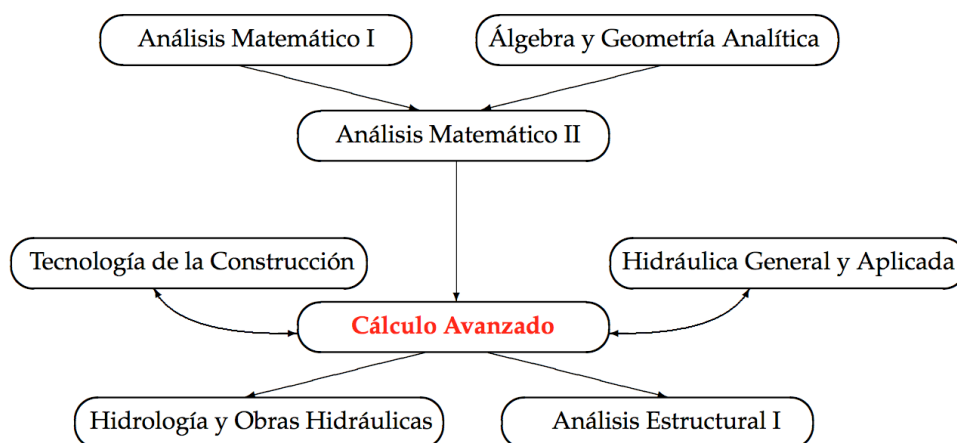 Análisis Matemático I
Álgebra y Geometría Analítica
Análisis Matemático II
Tecnología de la Construcción
Hidráulica General y Aplicada
Cálculo Avanzado
Hidrología y Obras Hidráulicas
Análisis Estructural I